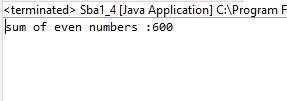 <terminated> Sba1_4 [Java Application] C:\Program F
sum of even numbers :600